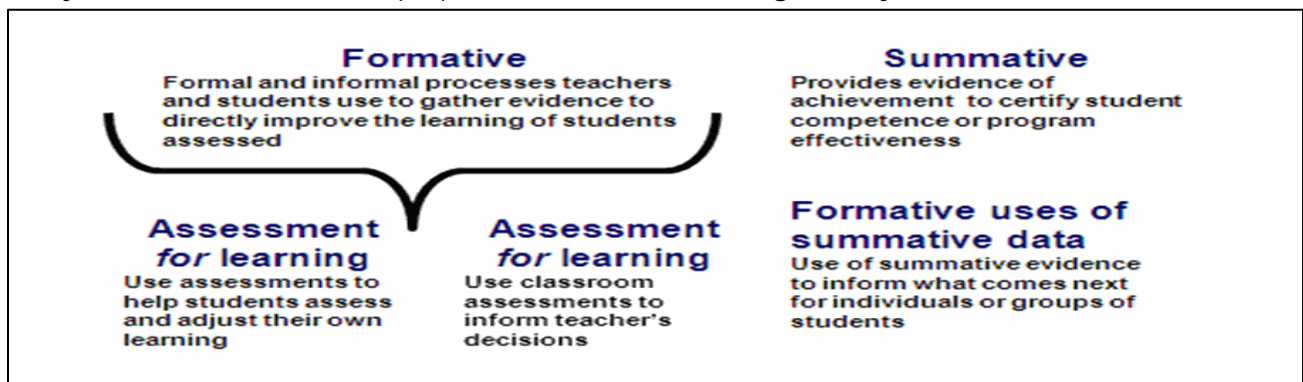 Formative
Formal and informal processes teachers
and students use to gather evidence to
directly improve the learning of students
assessed
Summative
Provides evidence of
achievement to certify student
competence or program
effectiveness
Assessment
for learning
Use assessments to
help students assess
and adjust their own
learning
Assessment
for learning
Use classroom
assessments to
inform teacher's
decisions
Formative uses of
summative data
Use of summative evidence
to inform what comes next
for individuals or groups of
students